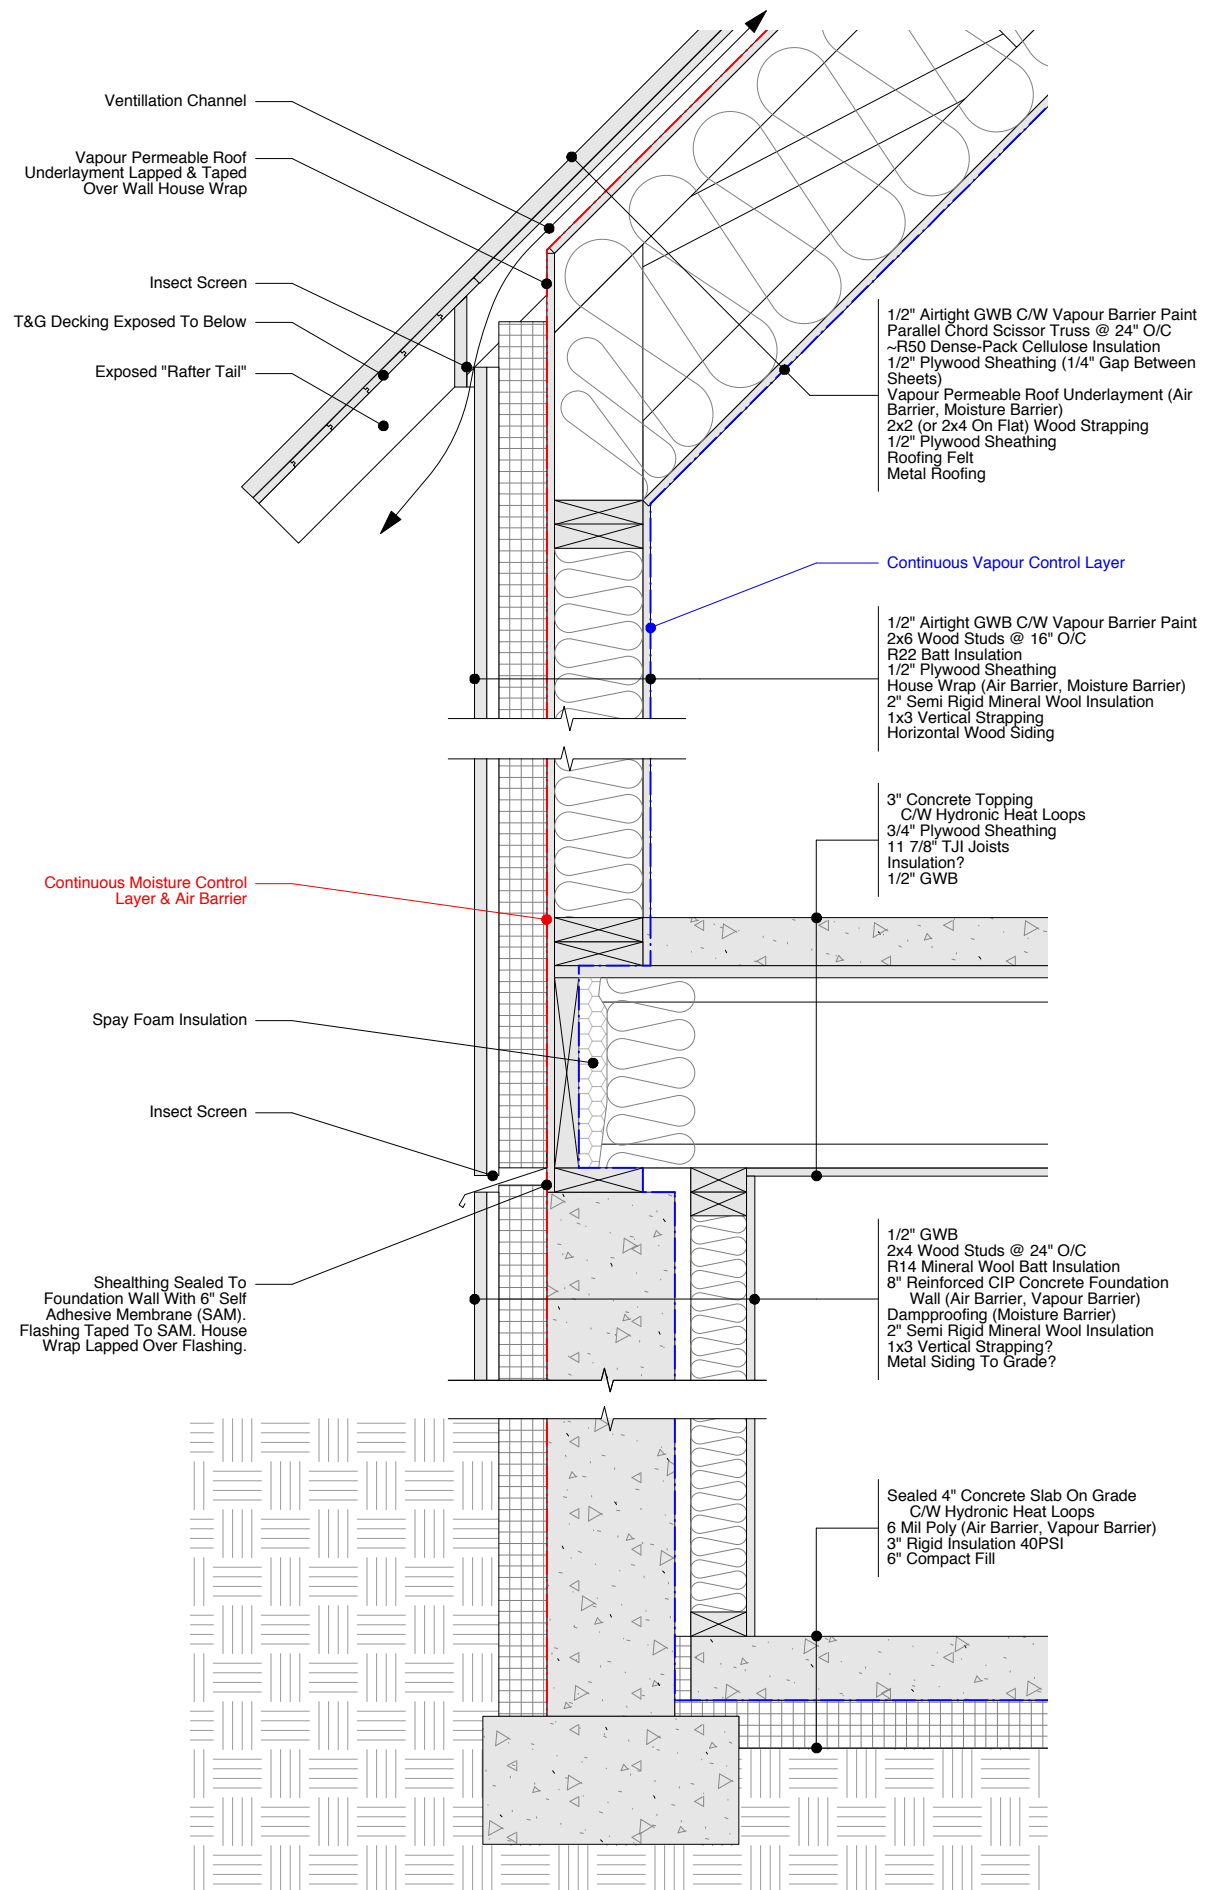 Ventillation Channel
Vapour Permeable Roof
Underlayment Lapped & Taped
Over Wall House Wrap
Insect Screen
T&G Decking Exposed To Below
Exposed "Rafter Tail"
1/2" Airtight GWB C/W Vapour Barrier Paint
Parallel Chord Scissor Truss @ 24" O/C
~R50 Dense-Pack Cellulose Insulation
1/2" Plywood Sheathing (1/4" Gap Between
Sheets)
Vapour Permeable Roof Underlayment (Air
Barrier, Moisture Barrier)
2x2 (or 2x4 On Flat) Wood Strapping
1/2" Plywood Sheathing
Roofing Felt
Metal Roofing
Continuous Vapour Control Layer
1/2" Airtight GWB C/W Vapour Barrier Paint
2x6 Wood Studs @ 16" O/C
R22 Batt Insulation
1/2" Plywood Sheathing
House Wrap (Air Barrier, Moisture Barrier)
2" Semi Rigid Mineral Wool Insulation
1x3 Vertical Strapping
Horizontal Wood Siding
3" Concrete Topping
C/W Hydronic Heat Loops
3/4" Plywood Sheathing
11 7/8" TJI Joists
Insulation?
1/2" GWB
Continuous Moisture Control
Layer & Air Barrier
Spay Foam Insulation
Insect Screen
Shealthing Sealed To
Foundation Wall With 6" Self
Adhesive Membrane (SAM).
Flashing Taped To SAM. House
Wrap Lapped Over Flashing.
1/2" GWB
2x4 Wood Studs @ 24" O/C
R14 Mineral Wool Batt Insulation
8" Reinforced CIP Concrete Foundation
Wall (Air Barrier, Vapour Barrier)
Dampproofing (Moisture Barrier)
2" Semi Rigid Mineral Wool Insulation
1x3 Vertical Strapping?
Metal Siding To Grade?
Sealed 4" Concrete Slab On Grade
C/W Hydronic Heat Loops
6 Mil Poly (Air Barrier, Vapour Barrier)
3" Rigid Insulation 40PSI
6" Compact Fill